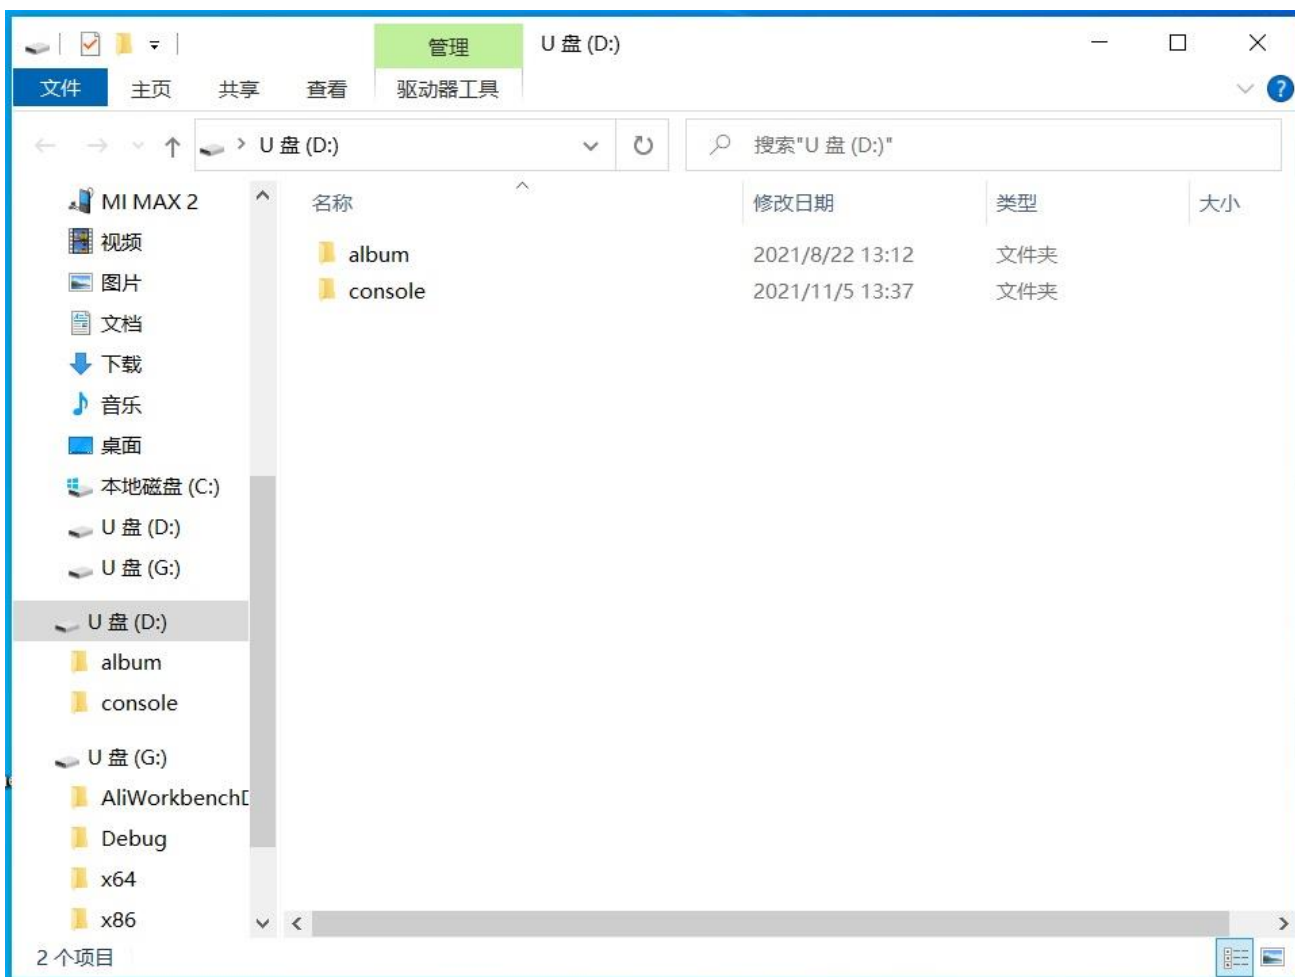 管理
U 盘 (D:)
文件
主页
共享
查看
驱动器工具
U 盘 (D:)
搜索"U 盘 (D:)"
MI MAX 2
视频
图片
文档
下载
音乐
桌面
本地磁盘 (C:)
U 盘 (D:)
U 盘 (G:)
U 盘 (D:)
album
console
U 盘 (G:)
AliWorkbench
Debug
x64
x86
名称
修改日期
类型
大小
album
2021/8/22 13:12
文件夹
console
2021/11/5 13:37
文件夹
2 个项目